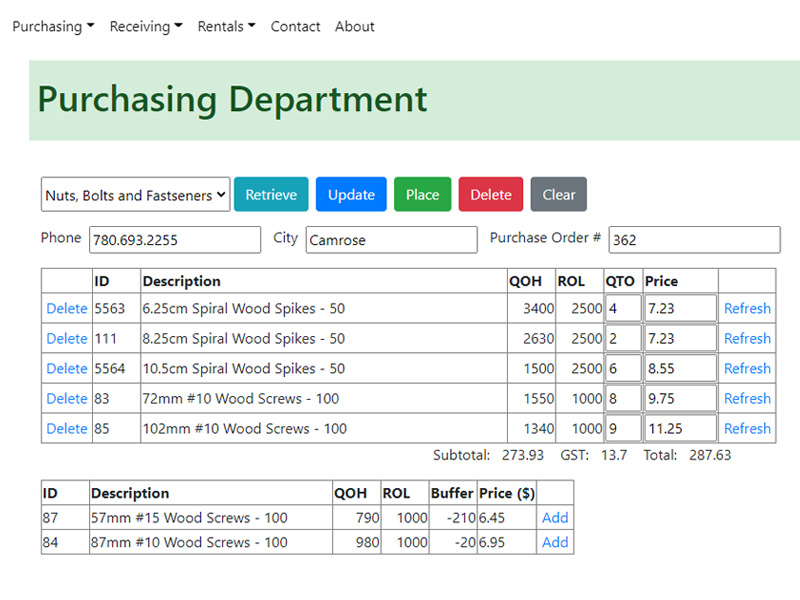 Purchasing Receiving Rentals Contact About
Purchasing Department
Nuts, Bolts and Fastseners Retrieve Update Place Delete Clear
Phone 780.693.2255 City Camrose Purchase Order # 362
ID Description QOH ROL QTO Price
Delete 5563 6.25cm Spiral Wood Spikes - 50 3400 2500 4 7.23 Refresh
Delete 111 8.25cm Spiral Wood Spikes - 50 2630 2500 2 7.23 Refresh
Delete 5564 10.5cm Spiral Wood Spikes - 50 1500 2500 6 8.55 Refresh
Delete 83 72mm #10 Wood Screws - 100 1550 1000 8 9.75 Refresh
Delete 85 102mm #10 Wood Screws - 100 1340 1000 9 11.25 Refresh
Subtotal: 273.93 GST: 13.7 Total: 287.63
ID Description QOH ROL Buffer Price ($)
87 57mm #15 Wood Screws - 100 790 1000 -210 6.45 Add
84 87mm #10 Wood Screws - 100 980 1000 -20 6.95 Add